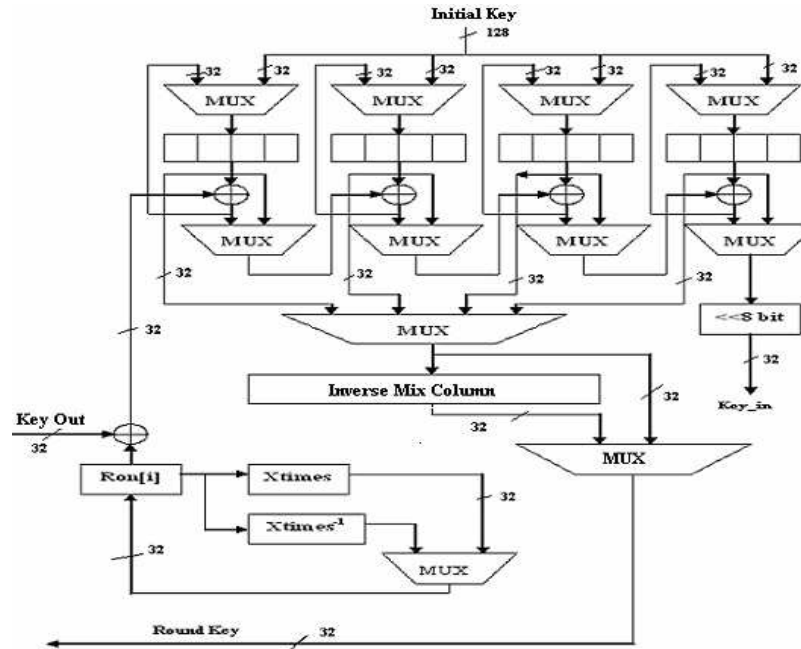 Initial Key
128
32 32 32 32 32 32 32 32
MUX MUX MUX MUX
MUX MUX MUX MUX
32 32 32 32
32
MUX
<<8 bit
32
Inverse Mix Column
32
Key_in
Key Out
32
32
MUX
Ron[i]
Xtimes
32
Xtimes-1
32
MUX
Round Key
32